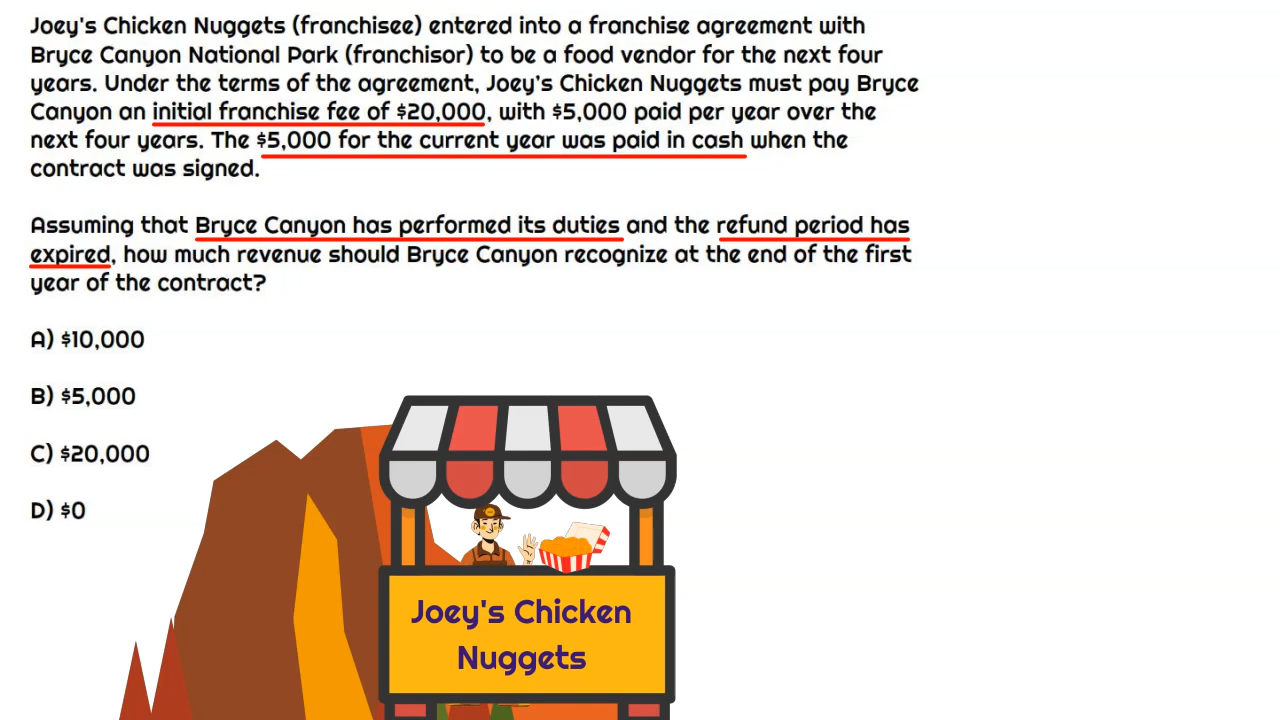 Joey's Chicken Nuggets (franchisee) entered into a franchise agreement with
Bryce Canyon National Park (franchisor) to be a food vendor for the next four
years. Under the terms of the agreement, Joey's Chicken Nuggets must pay Bryce
Canyon an initial franchise fee of $20,000, with $5,000 paid per year over the
next four years. The $5,000 for the current year was paid in cash when the
contract was signed.
Assuming that Bryce Canyon has performed its duties and the refund period has
expired, how much revenue should Bryce Canyon recognize at the end of the first
year of the contract?
A) $10,000
B) $5,000
C) $20,000
D) $0
Joey's Chicken
Nuggets